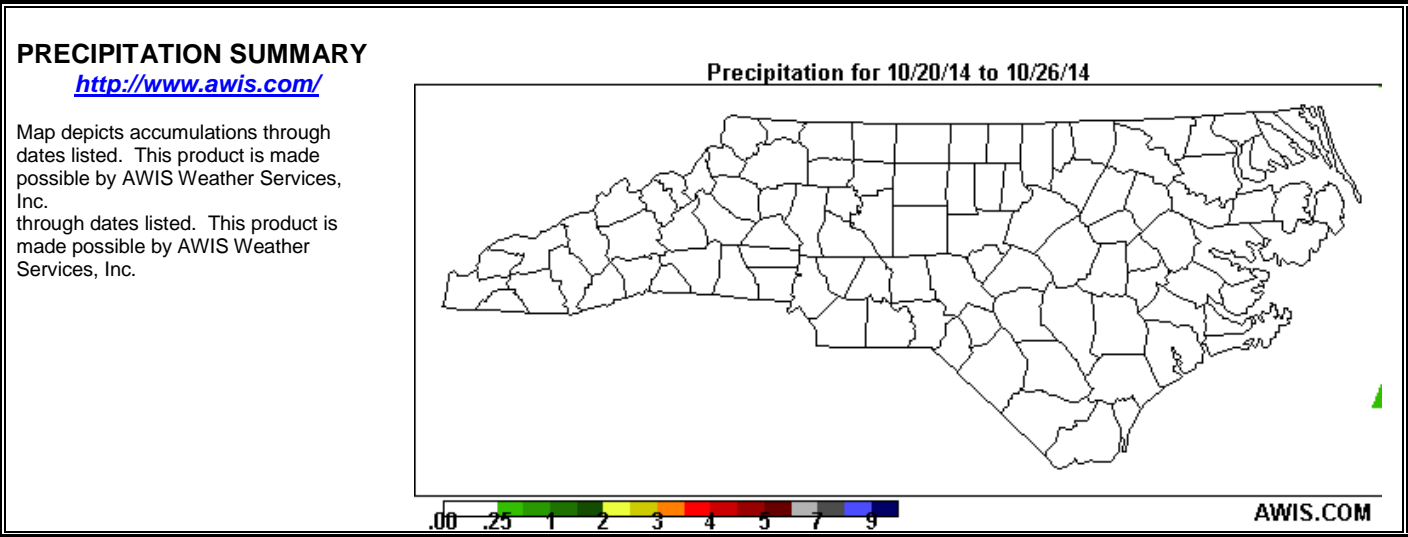 PRECIPITATION SUMMARY
http://www.awis.com/
Map depicts accumulations through
dates listed.  This product is made
possible by AWIS Weather Services,
Inc.
through dates listed.  This product is
made possible by AWIS Weather
Services, Inc.
Precipitation for 10/20/14 to 10/26/14
.00 .25 1 2 3 4 5 7 9
AWIS.COM